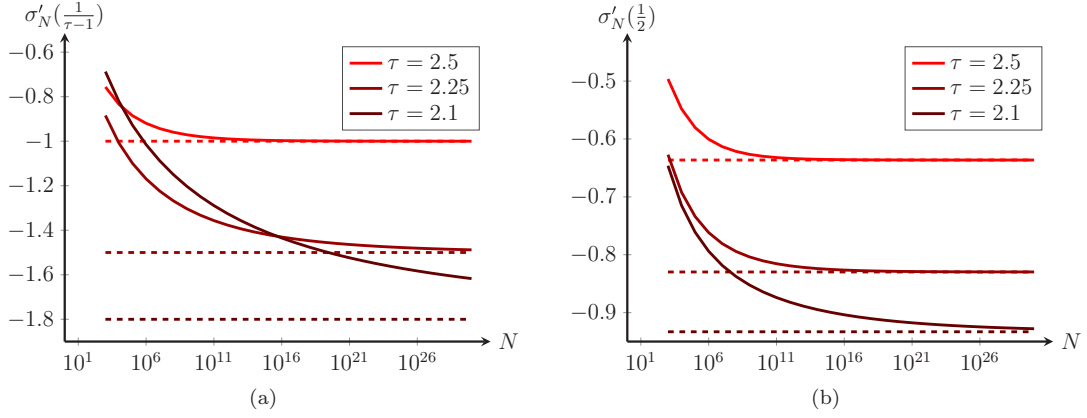 σ′_N(1/(τ−1))
−0.6
−0.8
−1
−1.2
−1.4
−1.6
−1.8
10^1 10^6 10^11 10^16 10^21 10^26
N
τ = 2.5
τ = 2.25
τ = 2.1
(a)
σ′_N(1/2)
−0.5
−0.6
−0.7
−0.8
−0.9
10^1 10^6 10^11 10^16 10^21 10^26
N
τ = 2.5
τ = 2.25
τ = 2.1
(b)